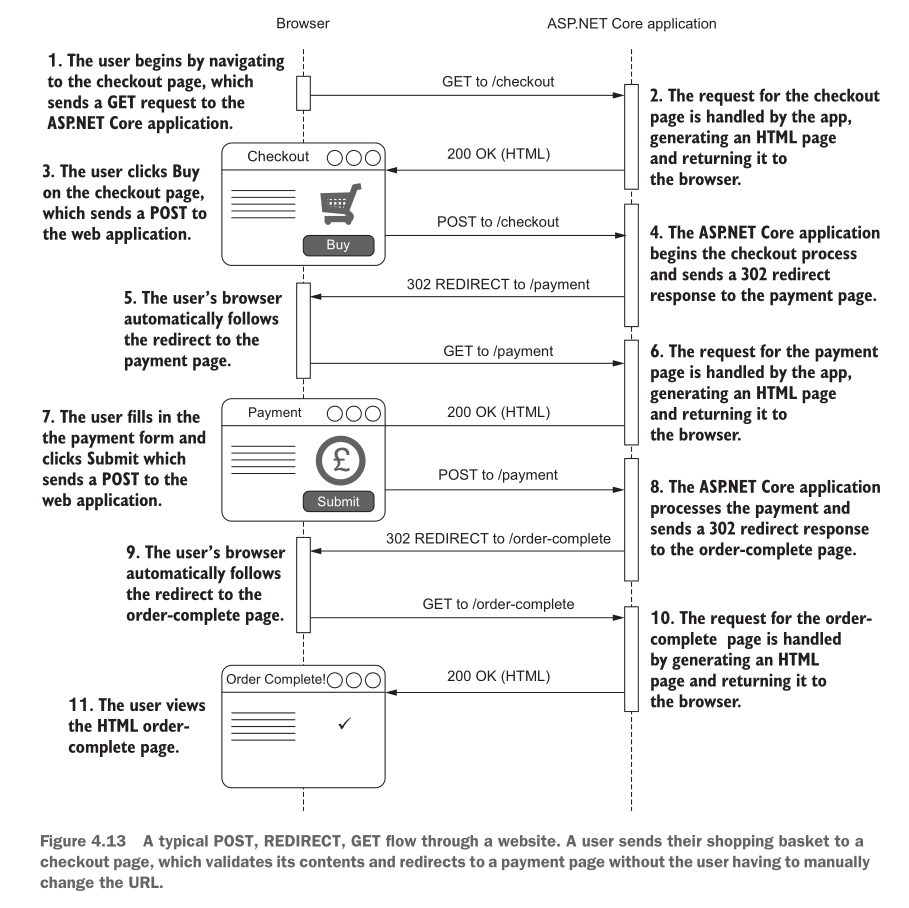 Browser
ASP.NET Core application
1. The user begins by navigating
to the checkout page, which
sends a GET request to the
ASP.NET Core application.
GET to /checkout
2. The request for the checkout
page is handled by the app,
generating an HTML page
and returning it to
the browser.
200 OK (HTML)
Checkout
3. The user clicks Buy
on the checkout page,
which sends a POST to
the web application.
Buy
POST to /checkout
4. The ASP.NET Core application
begins the checkout process
and sends a 302 redirect
response to the payment page.
302 REDIRECT to /payment
5. The user's browser
automatically follows
the redirect to the
payment page.
GET to /payment
6. The request for the payment
page is handled by the app,
generating an HTML page
and returning it to
the browser.
200 OK (HTML)
Payment
7. The user fills in the
the payment form and
clicks Submit which
sends a POST to the
web application.
£
Submit
POST to /payment
8. The ASP.NET Core application
processes the payment and
sends a 302 redirect response
to the order-complete page.
302 REDIRECT to /order-complete
9. The user's browser
automatically follows
the redirect to the
order-complete page.
GET to /order-complete
10. The request for the order-
complete page is handled
by generating an HTML
page and returning it to
the browser.
200 OK (HTML)
Order Complete!
11. The user views
the HTML order-
complete page.
Figure 4.13 A typical POST, REDIRECT, GET flow through a website. A user sends their shopping basket to a
checkout page, which validates its contents and redirects to a payment page without the user having to manually
change the URL.